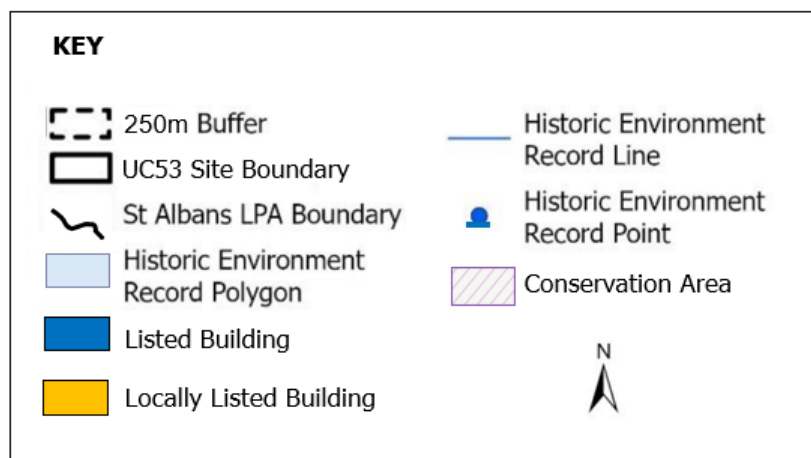 KEY
250m Buffer
UC53 Site Boundary
St Albans LPA Boundary
Historic Environment
Record Polygon
Listed Building
Locally Listed Building
Historic Environment
Record Line
Historic Environment
Record Point
Conservation Area
N